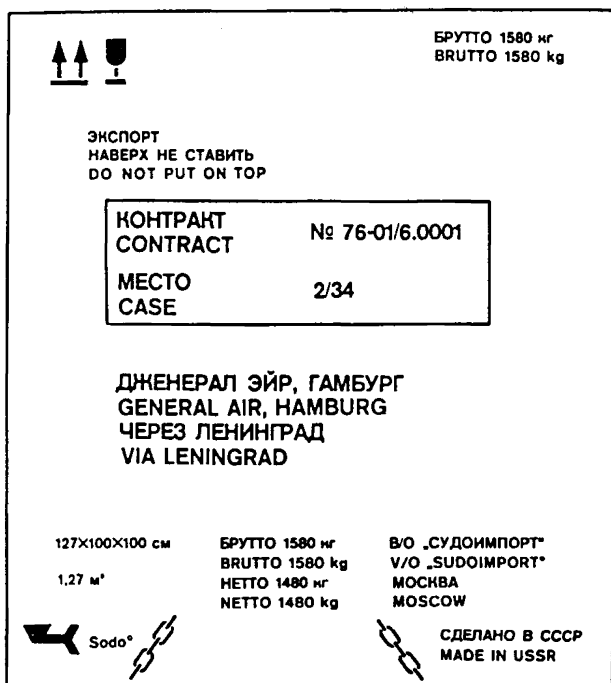 БРУТТО 1580 кг
BRUTTO 1580 kg
ЭКСПОРТ
НАВЕРХ НЕ СТАВИТЬ
DO NOT PUT ON TOP
КОНТРАКТ
CONTRACT
№ 76-01/6.0001
МЕСТО
CASE
2/34
ДЖЕНЕРАЛ ЭЙР, ГАМБУРГ
GENERAL AIR, HAMBURG
ЧЕРЕЗ ЛЕНИНГРАД
VIA LENINGRAD
127X100X100 см
1,27 м³
БРУТТО 1580 кг
BRUTTO 1580 kg
НЕТТО 1480 кг
NETTO 1480 kg
В/О „СУДОИМПОРТ"
V/O „SUDOIMPORT"
МОСКВА
MOSCOW
Sodo°
СДЕЛАНО В СССР
MADE IN USSR